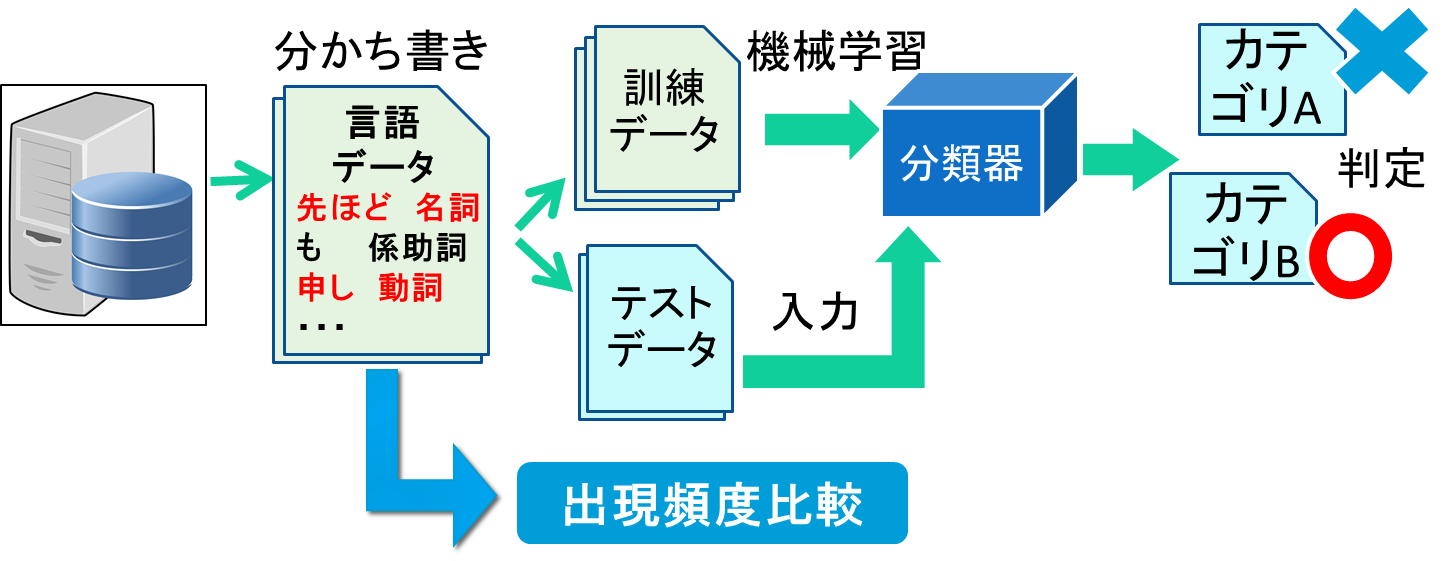 分かち書き
言語
データ
先ほど 名詞
も 係助詞
申し 動詞
・・・
訓練
データ
機械学習
テスト
データ
入力
分類器
カテ
ゴリA
判定
カテ
ゴリB
出現頻度比較